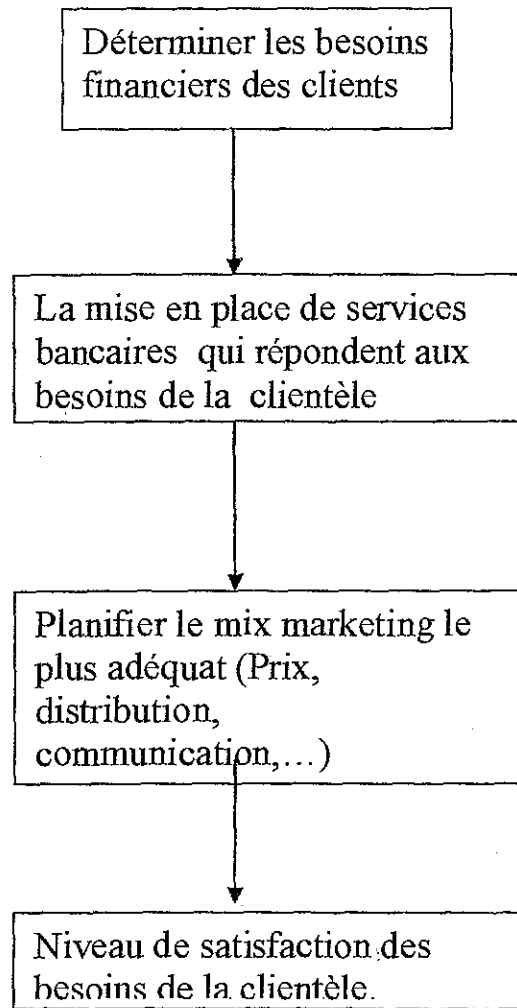 Déterminer les besoins
financiers des clients
La mise en place de services
bancaires qui répondent aux
besoins de la clientèle
Planifier le mix marketing le
plus adéquat (Prix,
distribution,
communication,...)
Niveau de satisfaction des
besoins de la clientèle.